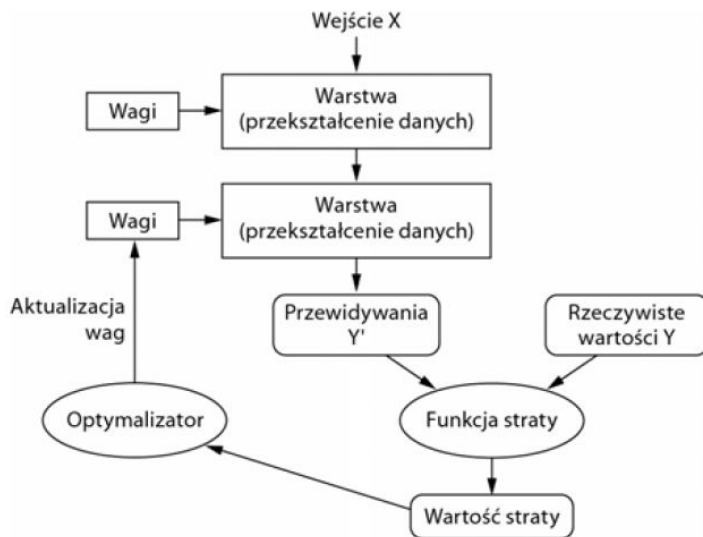 Wejście X
Wagi
Warstwa
(przekształcenie danych)
Wagi
Warstwa
(przekształcenie danych)
Aktualizacja
wag
Przewidywania
Y'
Rzeczywiste
wartości Y
Optymalizator
Funkcja straty
Wartość straty